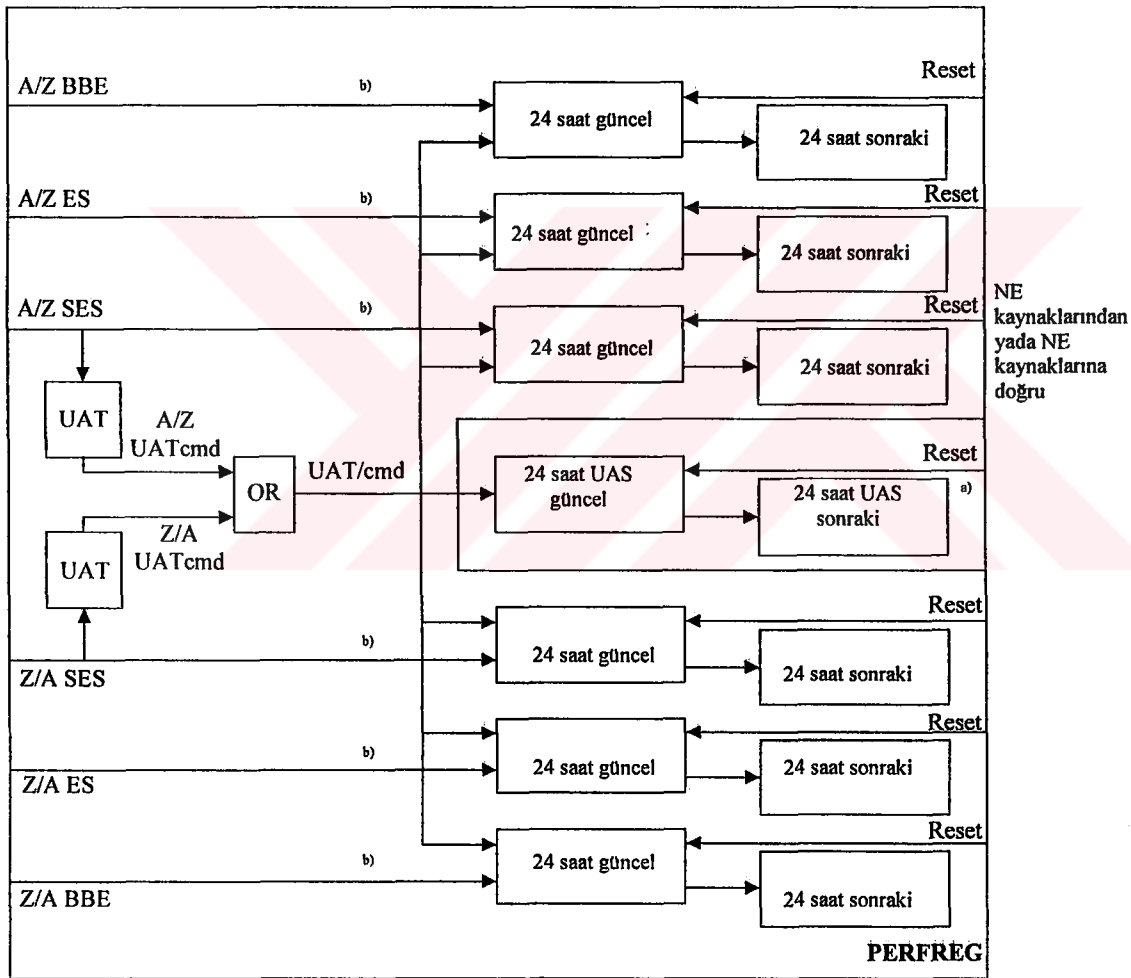 A/Z BBE
b)
Reset
24 saat güncel
24 saat sonraki
A/Z ES
b)
Reset
24 saat güncel
24 saat sonraki
A/Z SES
b)
Reset
24 saat güncel
24 saat sonraki
NE
kaynaklarından
yada NE
kaynaklarına
doğru
UAT
A/Z
UATcmd
OR
UAT/cmd
24 saat UAS
güncel
Reset
24 saat UAS
sonraki
a)
Z/A
UATcmd
UAT
Reset
b)
24 saat güncel
24 saat sonraki
Z/A SES
Reset
b)
24 saat güncel
24 saat sonraki
Z/A ES
Reset
b)
24 saat güncel
24 saat sonraki
Z/A BBE
PERFREG